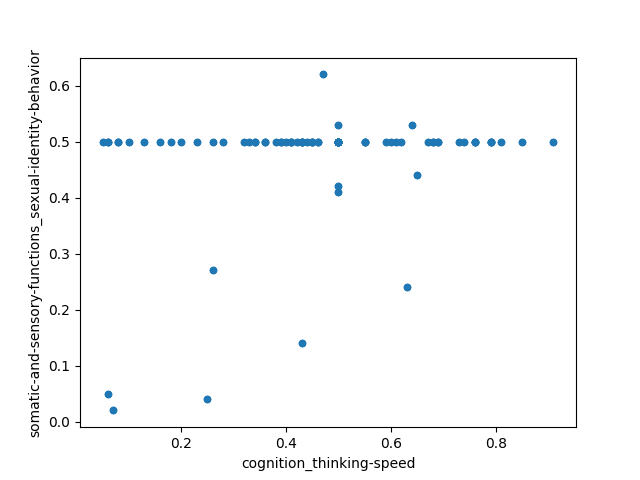 somatic-and-sensory-functions_sexual-identity-behavior
0.6
0.5
0.4
0.3
0.2
0.1
0.0
0.2 0.4 0.6 0.8
cognition_thinking-speed